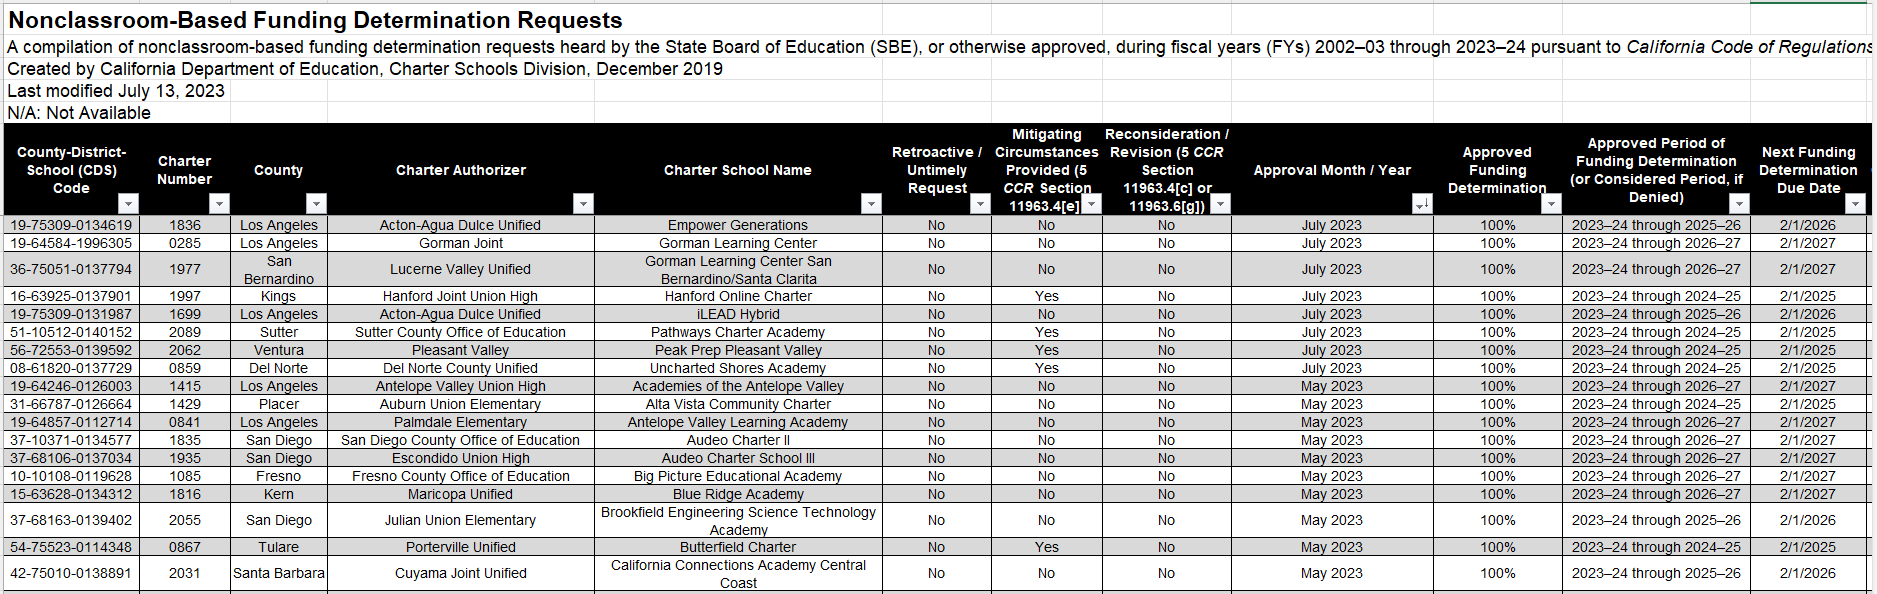 Nonclassroom-Based Funding Determination Requests
A compilation of nonclassroom-based funding determination requests heard by the State Board of Education (SBE), or otherwise approved, during fiscal years (FYs) 2002–03 through 2023–24 pursuant to California Code of Regulations
Created by California Department of Education, Charter Schools Division, December 2019
Last modified July 13, 2023
N/A: Not Available
County-District-School (CDS) Code Charter Number County Charter Authorizer Charter School Name Retroactive / Untimely Request Mitigating Circumstances Provided (5 CCR Section 11963.4[e] Reconsideration / Revision (5 CCR Section 11963.4[c] or 11963.6[g]) Approval Month / Year Approved Funding Determination Approved Period of Funding Determination (or Considered Period, if Denied) Next Funding Determination Due Date
19-75309-0134619 1836 Los Angeles Acton-Agua Dulce Unified Empower Generations No No No July 2023 100% 2023–24 through 2025–26 2/1/2026
19-64584-1996305 0285 Los Angeles Gorman Joint Gorman Learning Center No No No July 2023 100% 2023–24 through 2026–27 2/1/2027
36-75051-0137794 1977 San Bernardino Lucerne Valley Unified Gorman Learning Center San Bernardino/Santa Clarita No No No July 2023 100% 2023–24 through 2026–27 2/1/2027
16-63925-0137901 1997 Kings Hanford Joint Union High Hanford Online Charter No Yes No July 2023 100% 2023–24 through 2024–25 2/1/2025
19-75309-0131987 1699 Los Angeles Acton-Agua Dulce Unified iLEAD Hybrid No No No July 2023 100% 2023–24 through 2025–26 2/1/2026
51-10512-0140152 2089 Sutter Sutter County Office of Education Pathways Charter Academy No Yes No July 2023 100% 2023–24 through 2024–25 2/1/2025
56-72553-0139592 2062 Ventura Pleasant Valley Peak Prep Pleasant Valley No Yes No July 2023 100% 2023–24 through 2024–25 2/1/2025
08-61820-0137729 0859 Del Norte Del Norte County Unified Uncharted Shores Academy No Yes No July 2023 100% 2023–24 through 2024–25 2/1/2025
19-64246-0126003 1415 Los Angeles Antelope Valley Union High Academies of the Antelope Valley No No No May 2023 100% 2023–24 through 2026–27 2/1/2027
31-66787-0126664 1429 Placer Auburn Union Elementary Alta Vista Community Charter No No No May 2023 100% 2023–24 through 2024–25 2/1/2025
19-64857-0112714 0841 Los Angeles Palmdale Elementary Antelope Valley Learning Academy No No No May 2023 100% 2023–24 through 2026–27 2/1/2027
37-10371-0134577 1835 San Diego San Diego County Office of Education Audeo Charter II No No No May 2023 100% 2023–24 through 2026–27 2/1/2027
37-68106-0137034 1935 San Diego Escondido Union High Audeo Charter School III No No No May 2023 100% 2023–24 through 2026–27 2/1/2027
10-10108-0119628 1085 Fresno Fresno County Office of Education Big Picture Educational Academy No No No May 2023 100% 2023–24 through 2026–27 2/1/2027
15-63628-0134312 1816 Kern Maricopa Unified Blue Ridge Academy No No No May 2023 100% 2023–24 through 2026–27 2/1/2027
37-68163-0139402 2055 San Diego Julian Union Elementary Brookfield Engineering Science Technology Academy No No No May 2023 100% 2023–24 through 2025–26 2/1/2026
54-75523-0114348 0867 Tulare Porterville Unified Butterfield Charter No Yes No May 2023 100% 2023–24 through 2024–25 2/1/2025
42-75010-0138891 2031 Santa Barbara Cuyama Joint Unified California Connections Academy Central Coast No No No May 2023 100% 2023–24 through 2025–26 2/1/2026